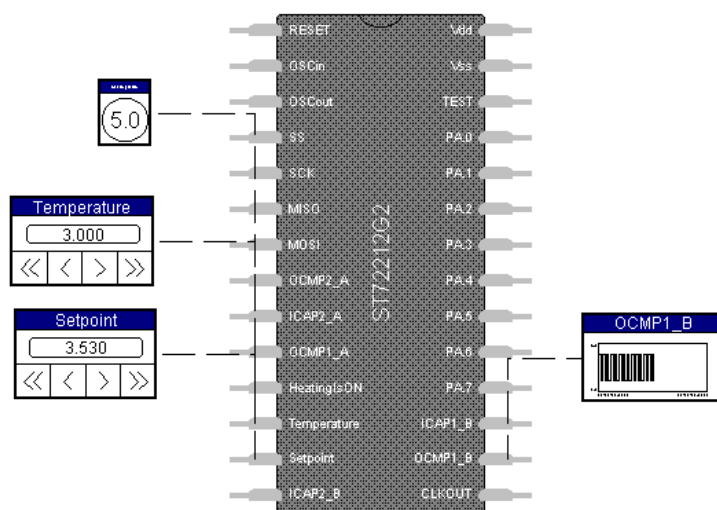 RESET
OSCin
OSCout
SS
SCK
MISO
MOSI
OCMP2_A
ICAP2_A
OCMP1_A
HeatingIsON
Temperature
Setpoint
ICAP2_B
ST72212G2
Vdd
Vss
TEST
PA.0
PA.1
PA.2
PA.3
PA.4
PA.5
PA.6
PA.7
ICAP1_B
OCMP1_B
CLKOUT
5.0
Temperature
3.000
<< < > >>
Setpoint
3.530
<< < > >>
OCMP1_B